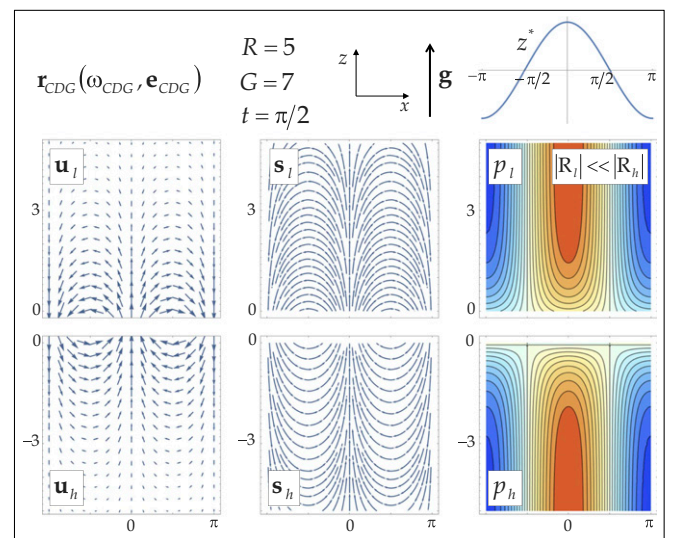 𝐫_CDG(ω_CDG, 𝐞_CDG)
R = 5
G = 7
t = π/2
z
x
𝐠
z*
−π −π/2 π/2 π
𝐮_l 𝐬_l p_l |R_l| << |R_h|
3 3 3
0 0 0
0 −0 −0
−3 −3 −3
𝐮_h 𝐬_h p_h
0 π 0 π 0 π